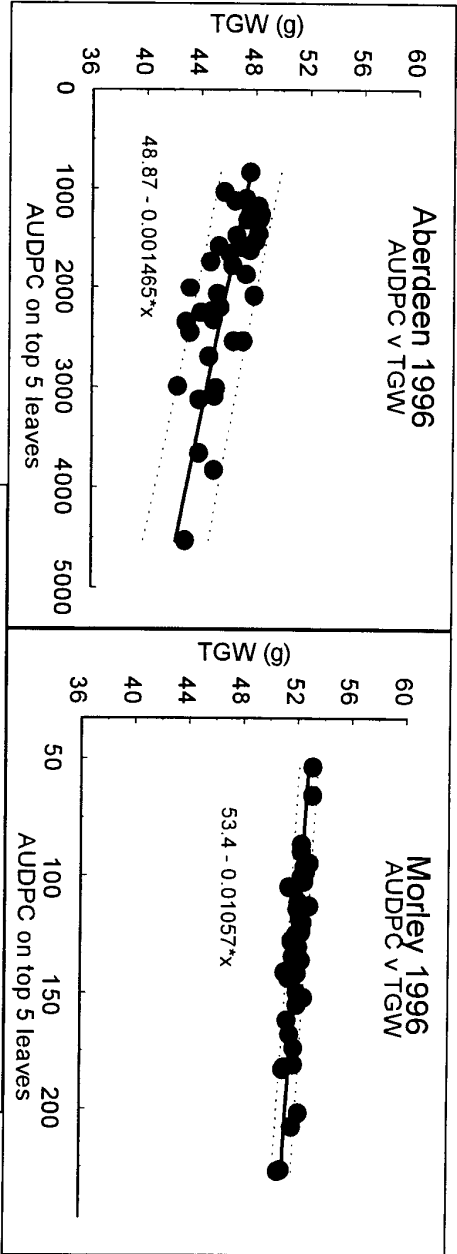 Aberdeen 1996
AUDPC v TGW
TGW (g)
60
56
52
48
44
40
36
48.87 - 0.001465*x
0 1000 2000 3000 4000 5000
AUDPC on top 5 leaves
Morley 1996
AUDPC v TGW
TGW (g)
60
56
52
48
44
40
36
53.4 - 0.01057*x
50 100 150 200
AUDPC on top 5 leaves